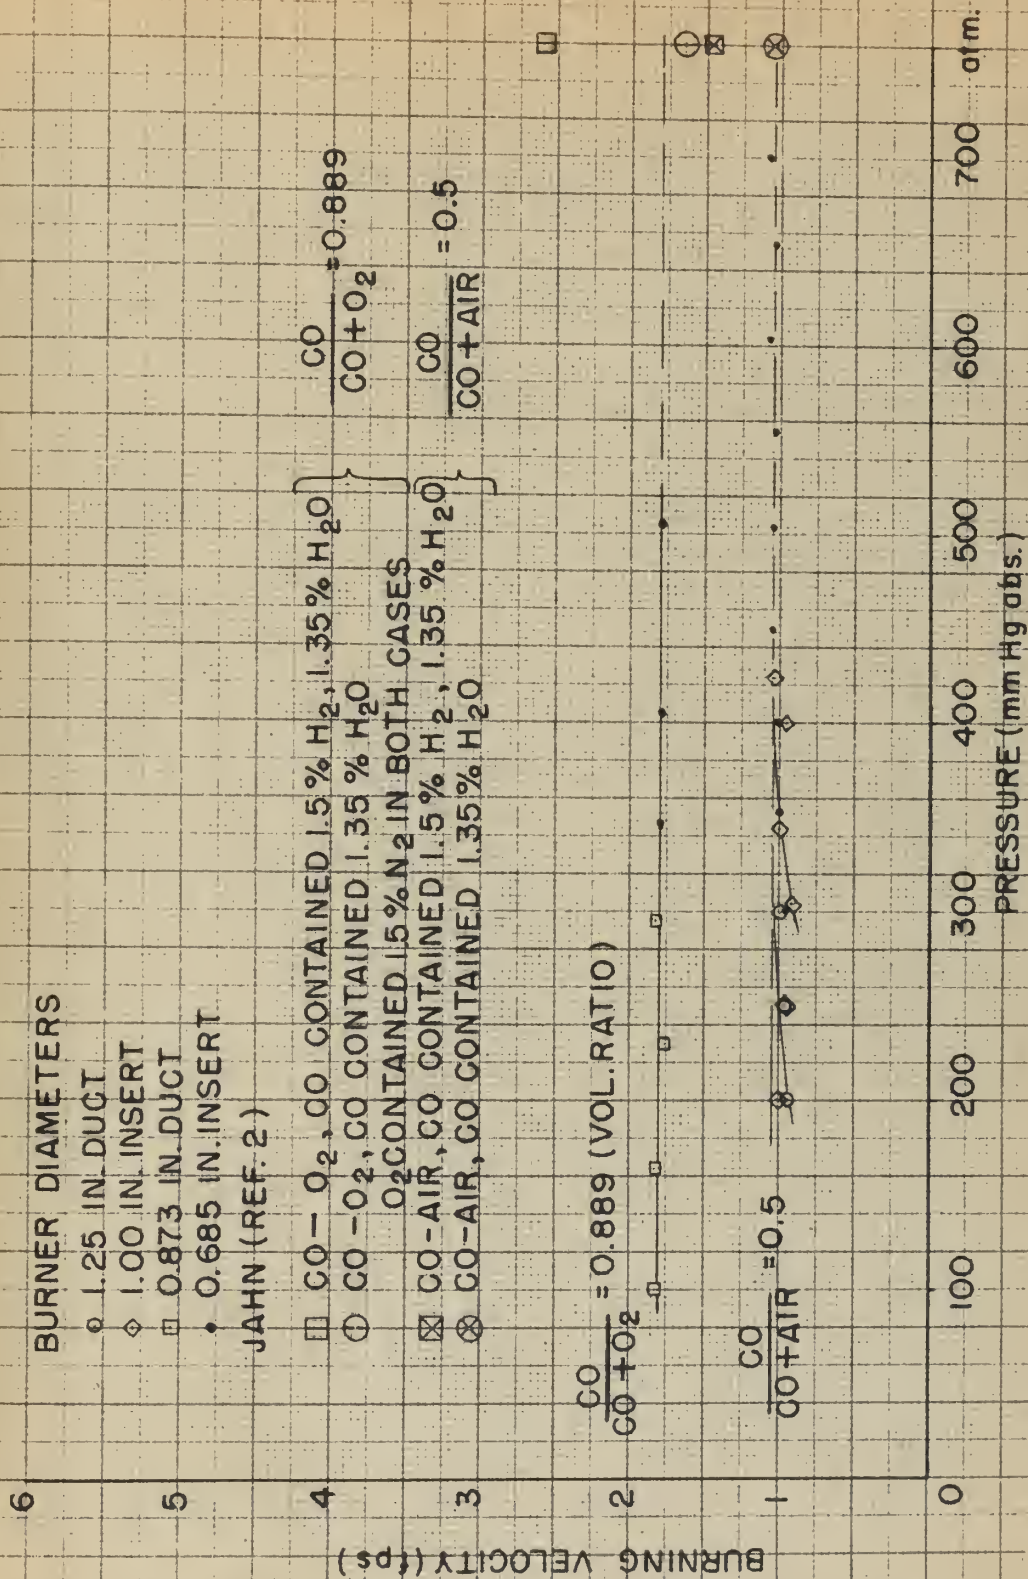 BURNER DIAMETERS
1.25 IN. DUCT
1.00 IN. INSERT
0.873 IN. DUCT
0.685 IN. INSERT
JAHN (REF. 2)
CO- O2, CO CONTAINED 1.5% H2, 1.35% H2O
CO-O2, CO CONTAINED 1.35 % H2O
O2 CONTAINED 1.5% N2 IN BOTH CASES
CO-AIR, CO CONTAINED 1.5% H2, 1.35 % H2O
CO-AIR, CO CONTAINED 1.35% H2O
CO
CO+O2 =0.889
CO
CO+AIR =0.5
CO
CO+O2 =0.889 (VOL. RATIO)
CO
CO+AIR =0.5
6
5
4
3
2
1
0
BURNING VELOCITY (fps)
100 200 300 400 500 600 700 atm.
PRESSURE (mm Hg abs.)